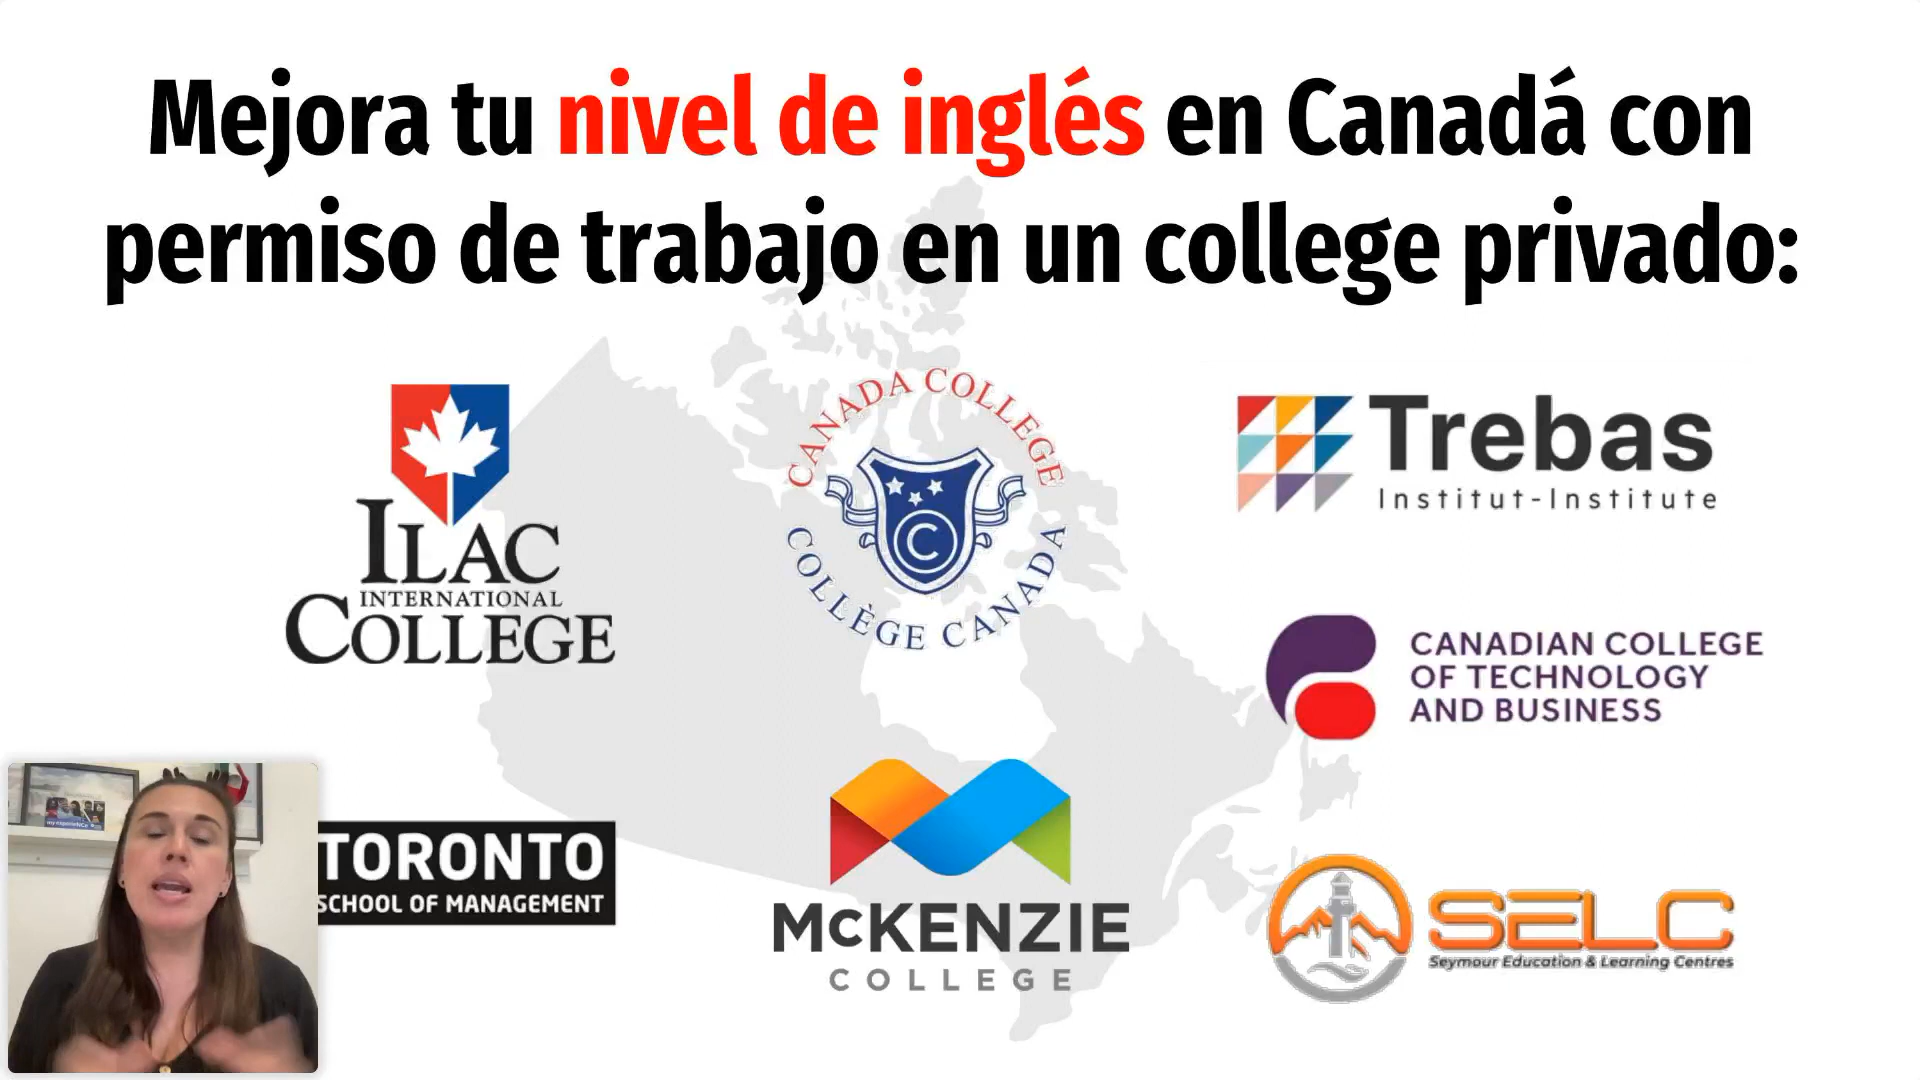 Mejora tu nivel de inglés en Canadá con
permiso de trabajo en un college privado:
ILAC
INTERNATIONAL
COLLEGE
CANADA COLLEGE
COLLÈGE CANADA
C
Trebas
Institut-Institute
CANADIAN COLLEGE
OF TECHNOLOGY
AND BUSINESS
TORONTO
SCHOOL OF MANAGEMENT
McKENZIE
COLLEGE
SELC
Seymour Education & Learning Centres